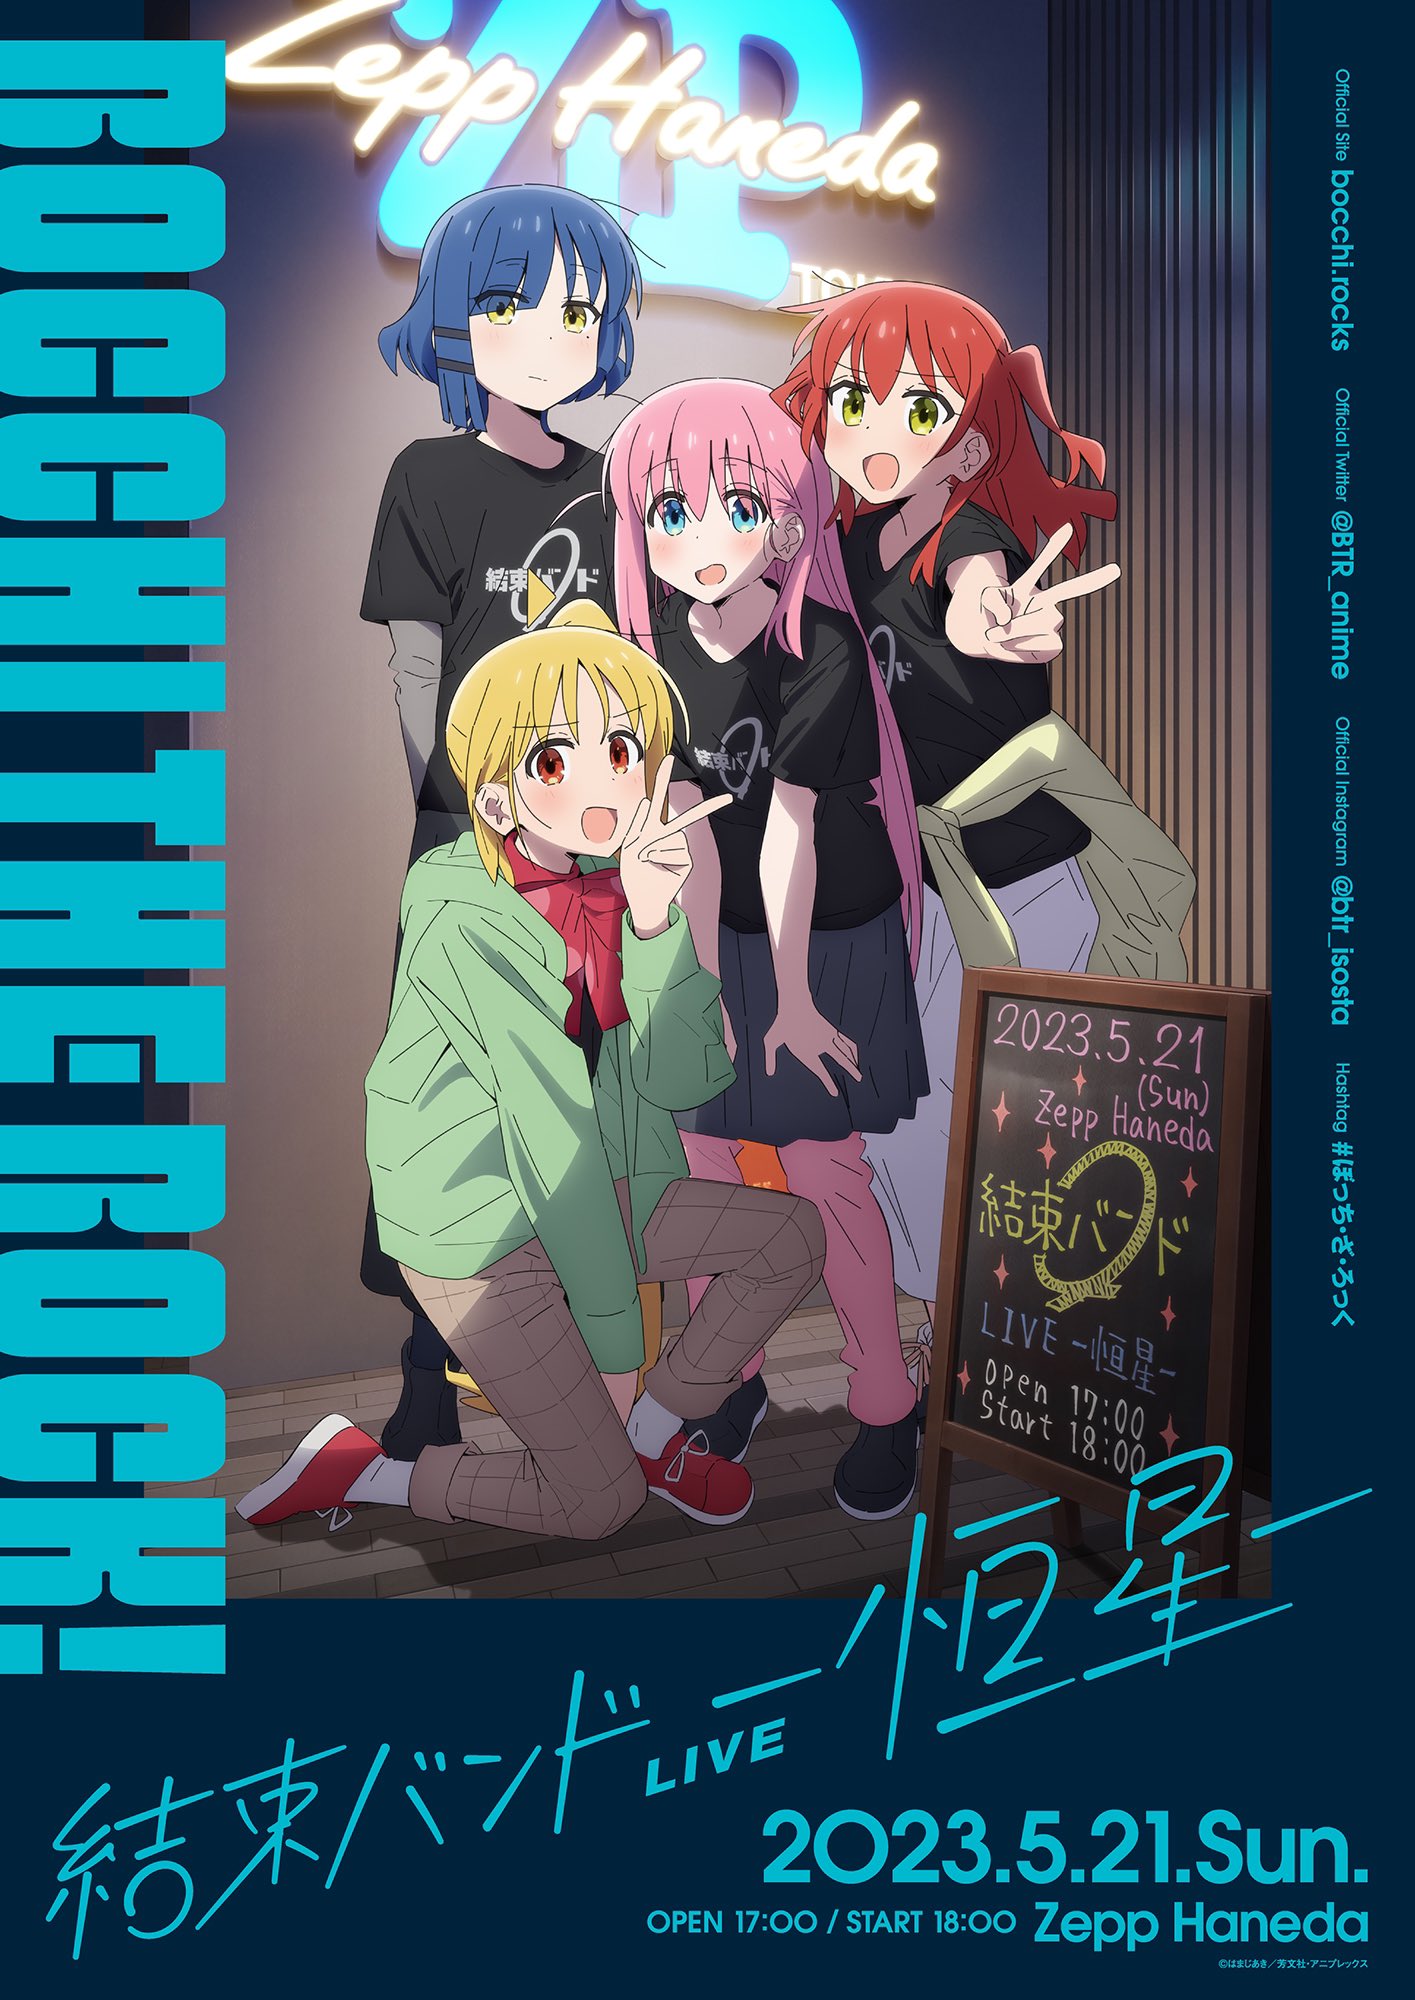 BOCCHI THE ROCK!
Zepp Haneda
Official Site bocchi.rocks
Official Twitter @BTR_anime
Official Instagram @btr_isosta
Hashtag #ぼっち・ざ・ろっく
結束バンド
結束バンド
2023.5.21
(Sun)
Zepp Haneda
結束バンド
LIVE -恒星-
Open 17:00
Start 18:00
結束バンド LIVE -恒星-
2023.5.21.Sun.
OPEN 17:00 / START 18:00 Zepp Haneda
©はまじあき/芳文社・アニプレックス